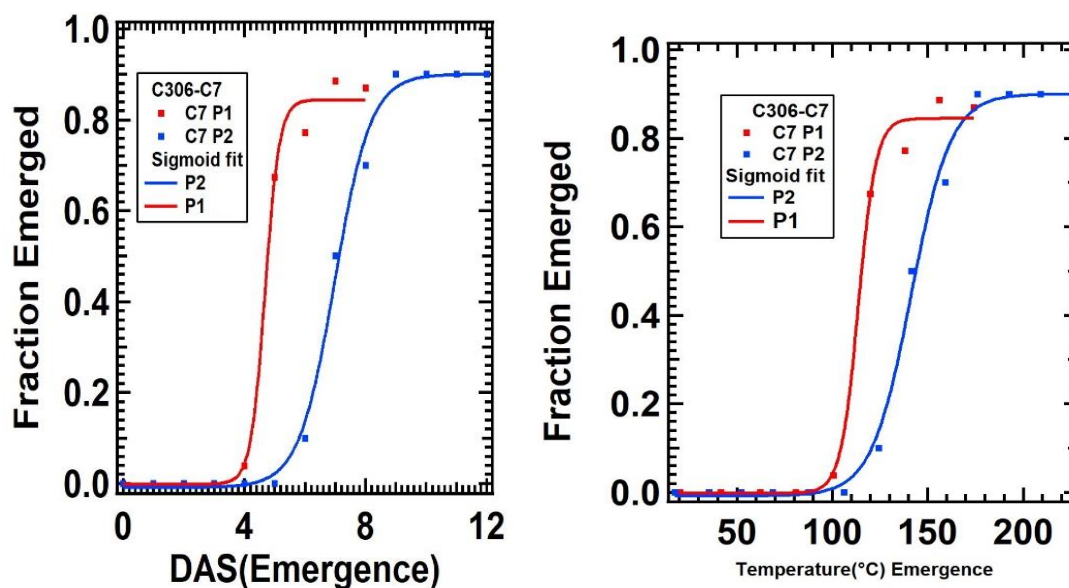 1.0
0.8
0.6
0.4
0.2
0.0
Fraction Emerged
C306-C7
C7 P1
C7 P2
Sigmoid fit
P2
P1
0 4 8 12
DAS(Emergence)
1.0
0.8
0.6
0.4
0.2
0.0
Fraction Emerged
C306-C7
C7 P1
C7 P2
Sigmoid fit
P2
P1
50 100 150 200
Temperature(°C) Emergence